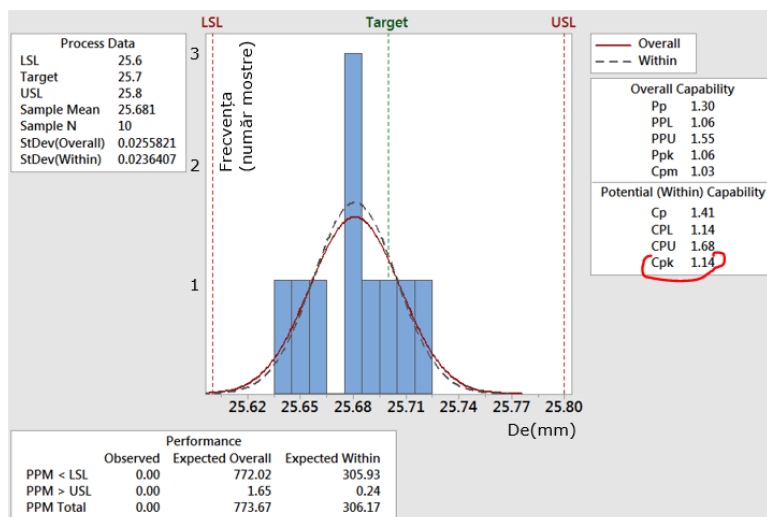 LSL Target USL
Process Data
LSL 25.6
Target 25.7
USL 25.8
Sample Mean 25.681
Sample N 10
StDev(Overall) 0.0255821
StDev(Within) 0.0236407
Frecvența
(număr mostre)
3
2
1
Overall
Within
Overall Capability
Pp 1.30
PPL 1.06
PPU 1.55
Ppk 1.06
Cpm 1.03
Potential (Within) Capability
Cp 1.41
CPL 1.14
CPU 1.68
Cpk 1.14
25.62 25.65 25.68 25.71 25.74 25.77 25.80
De(mm)
Performance
Observed Expected Overall Expected Within
PPM < LSL 0.00 772.02 305.93
PPM > USL 0.00 1.65 0.24
PPM Total 0.00 773.67 306.17